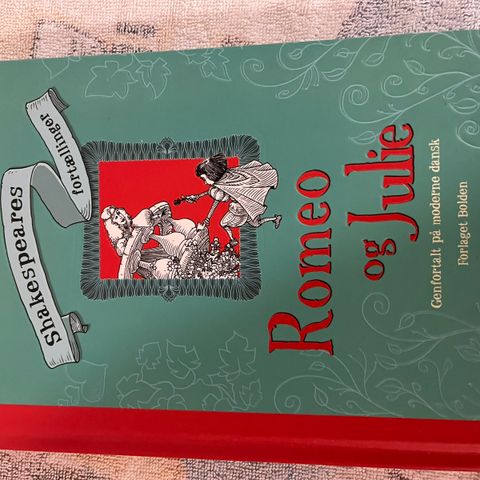 Shakespeares
fortællinger
Romeo
og Julie
Genfortalt på moderne dansk
Forlaget Bolden